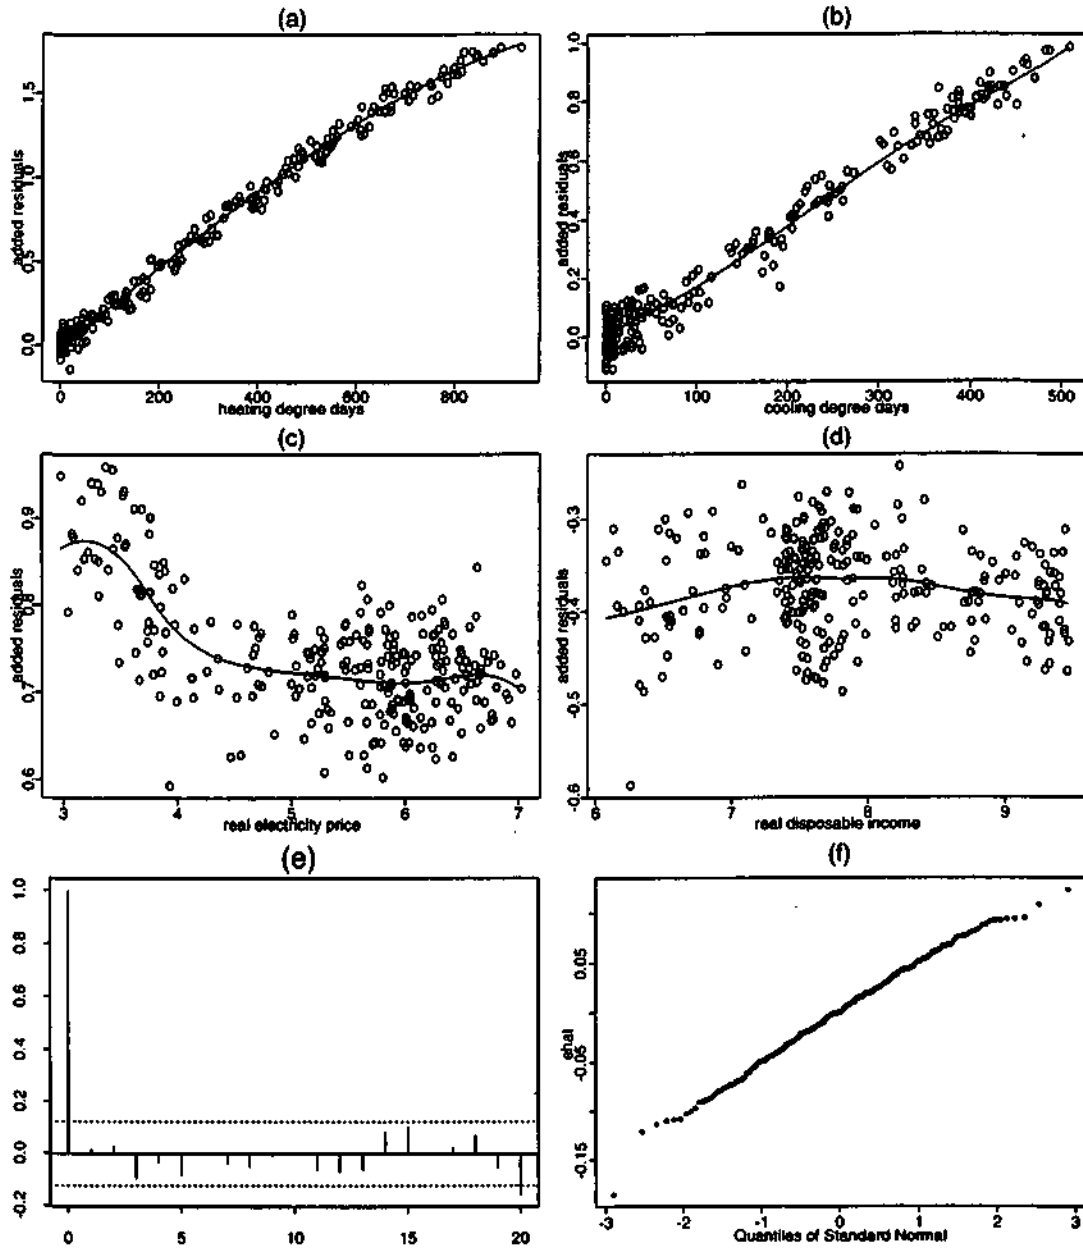 (a)
added residuals
0.0 0.5 1.0 1.5
0 200 400 600 800
heating degree days
(b)
added residuals
0.0 0.2 0.4 0.6 0.8 1.0
0 100 200 300 400 500
cooling degree days
(c)
added residuals
0.6 0.7 0.8 0.9
3 4 5 6 7
real electricity price
(d)
added residuals
-0.6 -0.5 -0.4 -0.3
6 7 8 9
real disposable income
(e)
-0.2 0.0 0.2 0.4 0.6 0.8 1.0
0 5 10 15 20
(f)
ehal
-0.15 -0.05 0.05
-3 -2 -1 0 1 2 3
Quantiles of Standard Normal